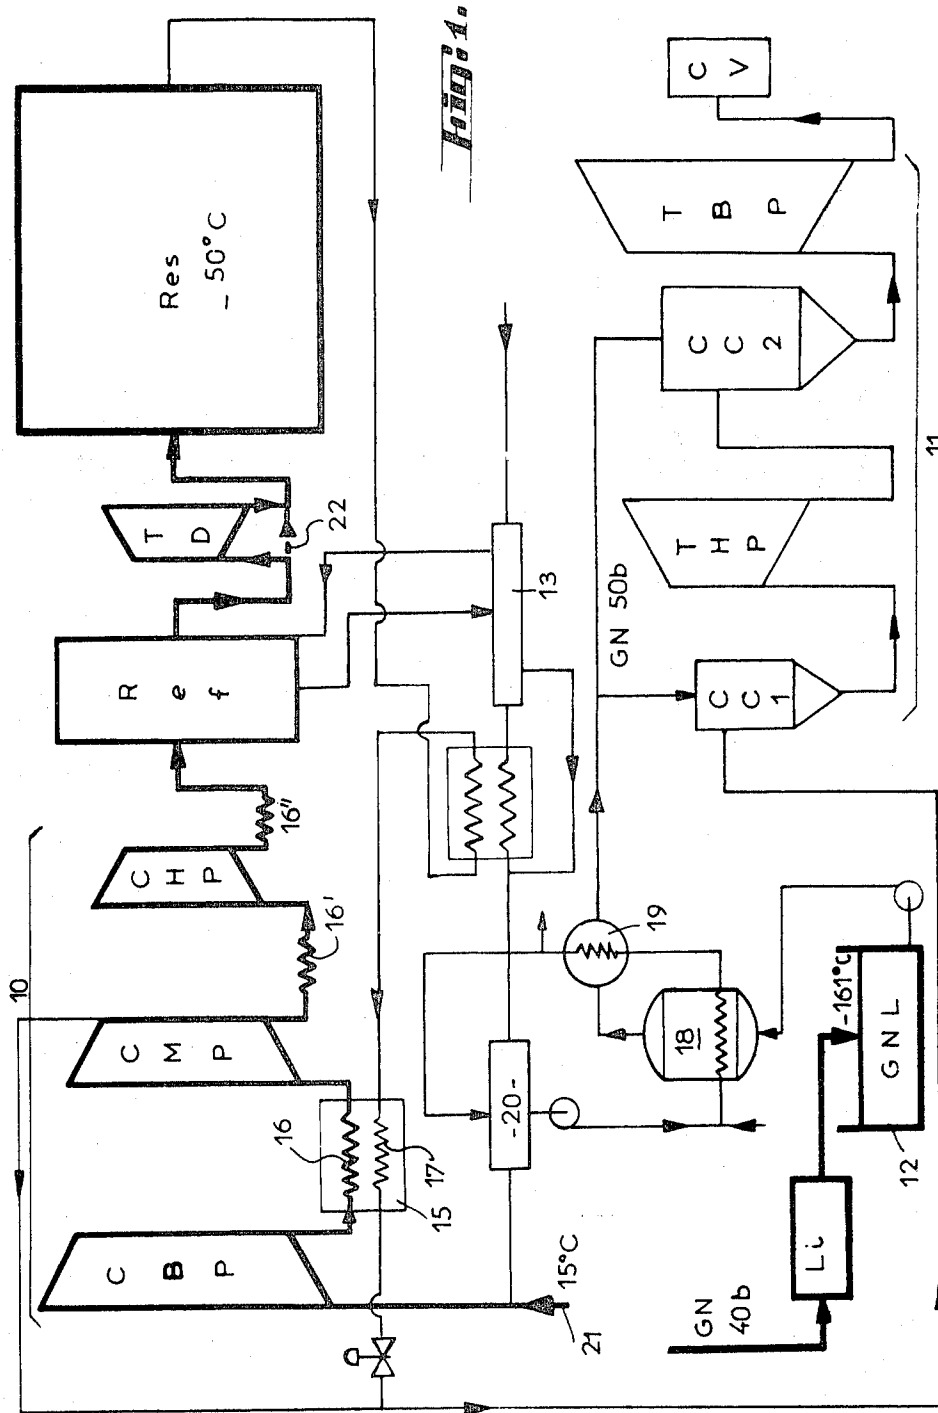 Fig:1.
10
C B P
16
17
15
C M P
16'
C H P
16"
R e f
T D
22
Res
- 50°C
21
15°C
-20-
13
18
19
GN 50b
GN
40b
Li
-161°C
G N L
12
C C 1
T H P
C C 2
T B P
C V
11